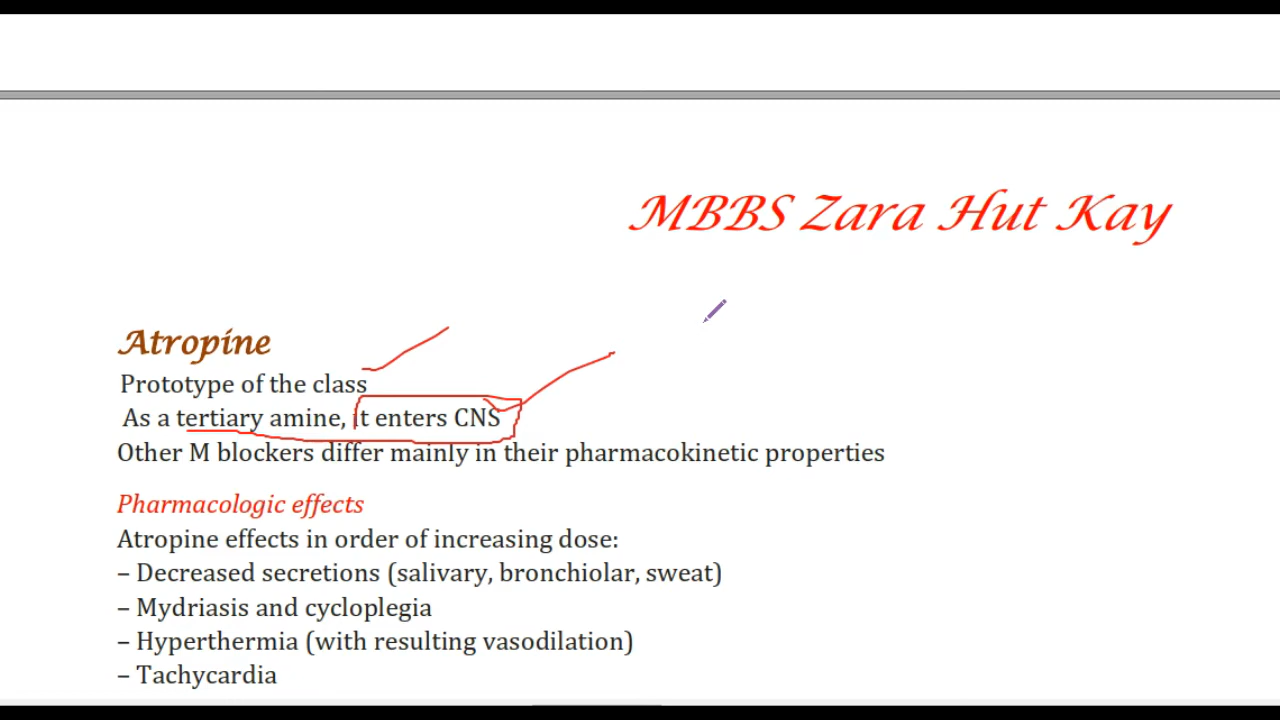 MBBS Zara Hut Kay
Atropine
Prototype of the class
As a tertiary amine, it enters CNS
Other M blockers differ mainly in their pharmacokinetic properties
Pharmacologic effects
Atropine effects in order of increasing dose:
– Decreased secretions (salivary, bronchiolar, sweat)
– Mydriasis and cycloplegia
– Hyperthermia (with resulting vasodilation)
– Tachycardia